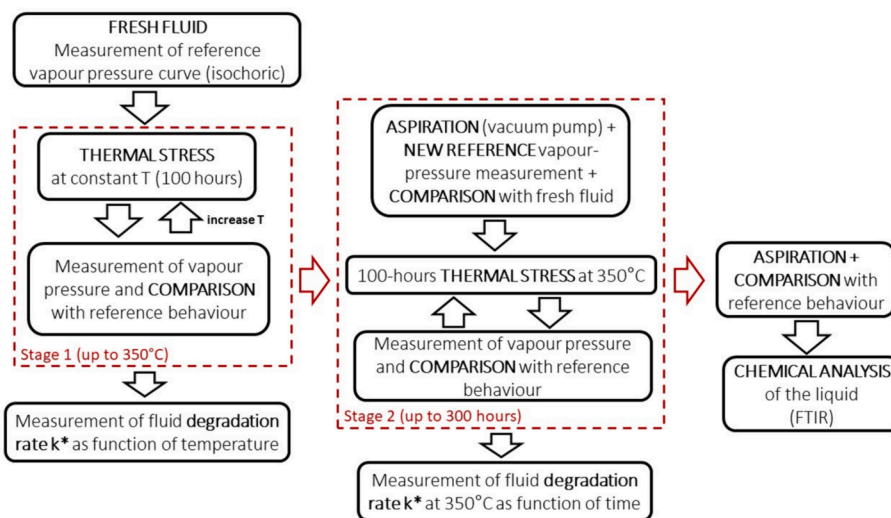 FRESH FLUID
Measurement of reference
vapour pressure curve (isochoric)
THERMAL STRESS
at constant T (100 hours)
increase T
Measurement of vapour
pressure and COMPARISON
with reference behaviour
Stage 1 (up to 350°C)
Measurement of fluid degradation
rate k* as function of temperature
ASPIRATION (vacuum pump) +
NEW REFERENCE vapour-
pressure measurement +
COMPARISON with fresh fluid
100-hours THERMAL STRESS at 350°C
Measurement of vapour pressure
and COMPARISON with reference
behaviour
Stage 2 (up to 300 hours)
Measurement of fluid degradation
rate k* at 350°C as function of time
ASPIRATION +
COMPARISON with
reference behaviour
CHEMICAL ANALYSIS
of the liquid
(FTIR)